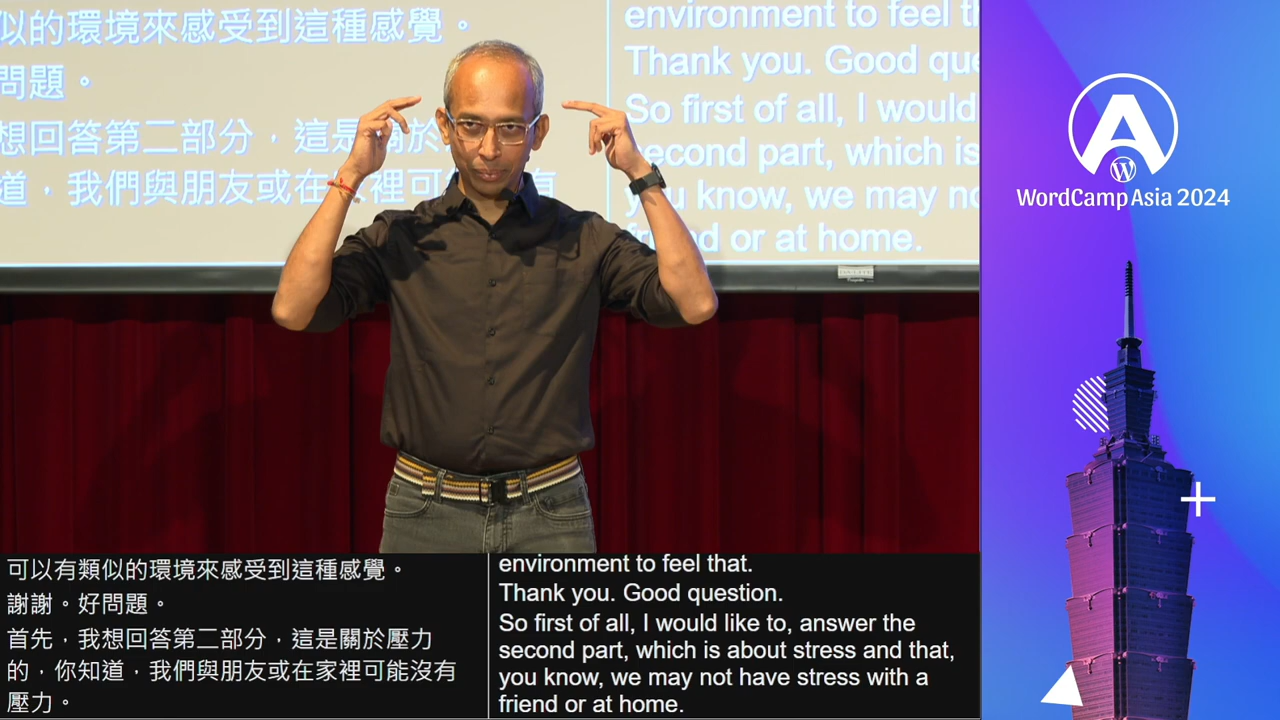 似的環境來感受到這種感覺。
問題。
想回答第二部分，這是關於
道，我們與朋友或在家裡可
有
environment to feel th
Thank you. Good que
So first of all, I would
second part, which is
you know, we may no
friend or at home.
DA-LITE
WordCamp Asia 2024
可以有類似的環境來感受到這種感覺。
謝謝。好問題。
首先，我想回答第二部分，這是關於壓力
的，你知道，我們與朋友或在家裡可能沒有
壓力。
environment to feel that.
Thank you. Good question.
So first of all, I would like to, answer the
second part, which is about stress and that,
you know, we may not have stress with a
friend or at home.